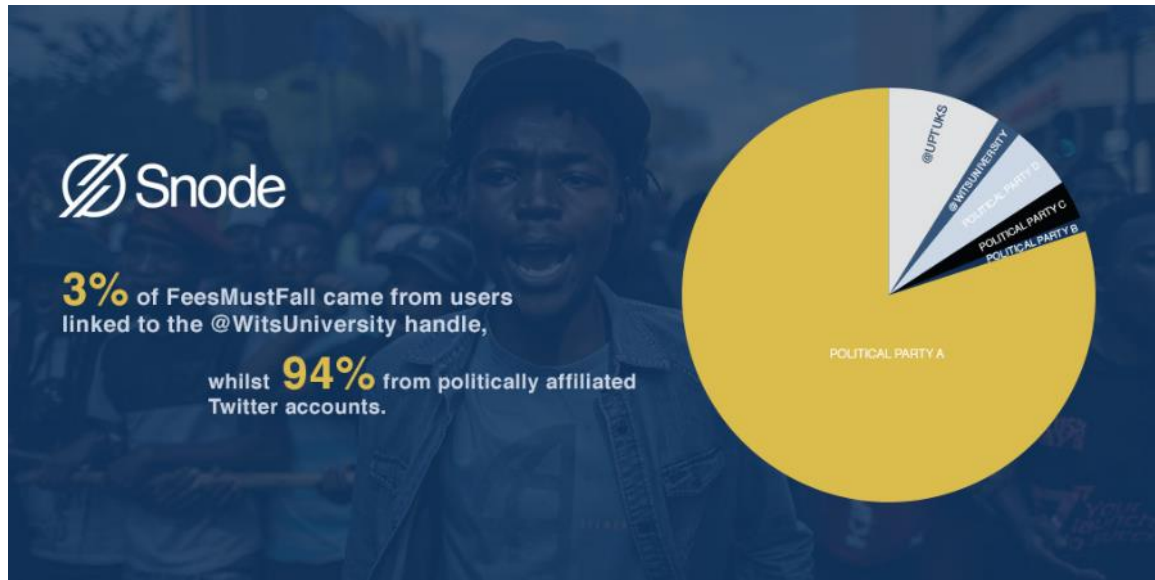 Snode
3% of FeesMustFall came from users
linked to the @WitsUniversity handle,
whilst 94% from politically affiliated
Twitter accounts.
@UPTUKS
@WITSUNIVERSITY
POLITICAL PARTY D
POLITICAL PARTY C
POLITICAL PARTY B
POLITICAL PARTY A